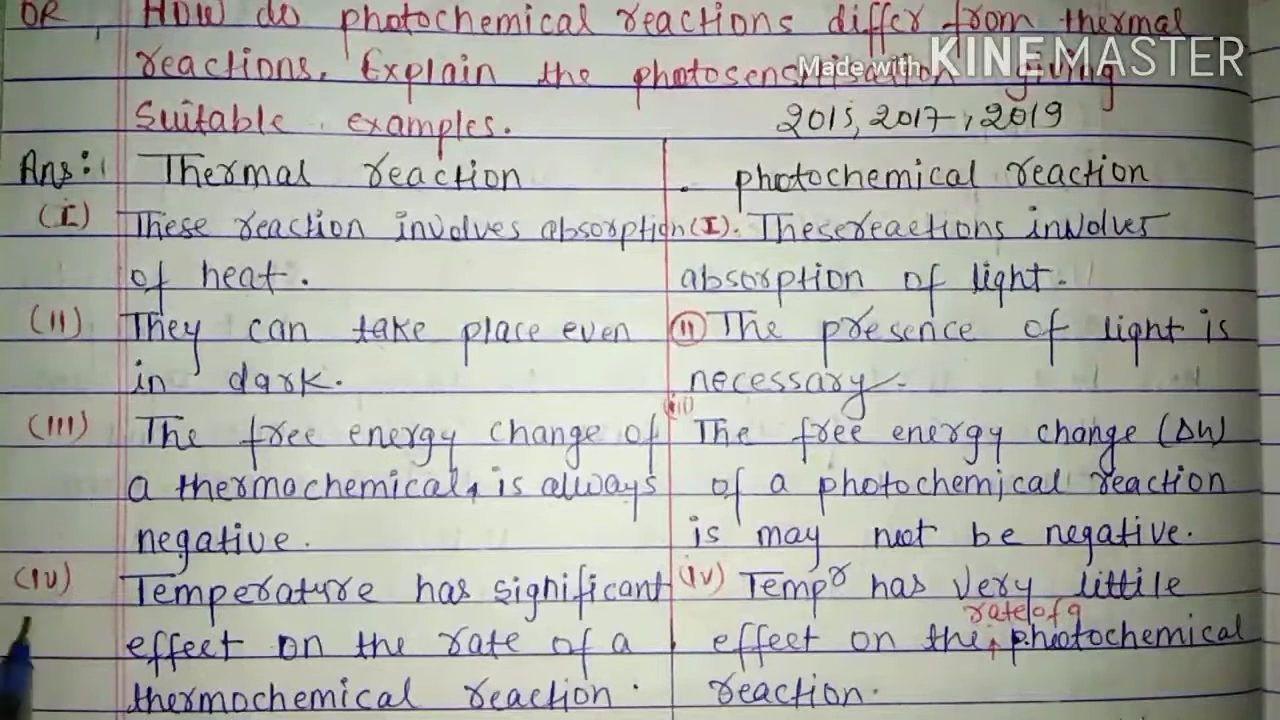 OR How do photochemical reactions differ from thermal
reactions. Explain the photosensitisation giving
Made with KINEMASTER
Suitable examples.
2015, 2017, 2019
Ans: Thermal reaction
(I) These reaction involves absorption
of heat.
(II) They can take place even
in dark.
(III) The free energy change of
a thermochemical is always
negative.
(IV) Temperature has significant
effect on the rate of a
thermochemical reaction.
photochemical reaction
(I). These reactions involves
absorption of light.
(II) The presence of light is
necessary.
(III) The free energy change
of a photochemical reaction
is may not be negative.
(IV) Tempr has very littile
rate of a
effect on the photochemical
reaction.